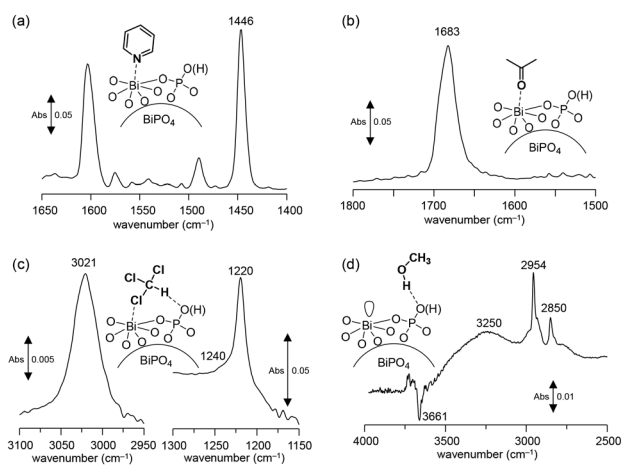 (a)
1446
N
O
O(H)
Bi
P
O
O
O
O
O
O
BiPO4
Abs
0.05
1650
1600
1550
1500
1450
1400
wavenumber (cm⁻¹)
(b)
1683
O
O
O(H)
Bi
P
O
O
O
O
O
O
BiPO4
Abs
0.05
1800
1700
1600
1500
wavenumber (cm⁻¹)
(c)
3021
Cl
Cl
C
H
Cl
O
O(H)
Bi
P
O
O
O
O
O
O
BiPO4
1220
1240
Abs
0.005
Abs
0.05
3100
3050
3000
2950
wavenumber (cm⁻¹)
1300
1250
1200
1150
wavenumber (cm⁻¹)
(d)
O
CH3
H
O
O(H)
Bi
P
O
O
O
O
O
O
BiPO4
2954
2850
3250
3661
Abs
0.01
4000
3500
3000
2500
wavenumber (cm⁻¹)